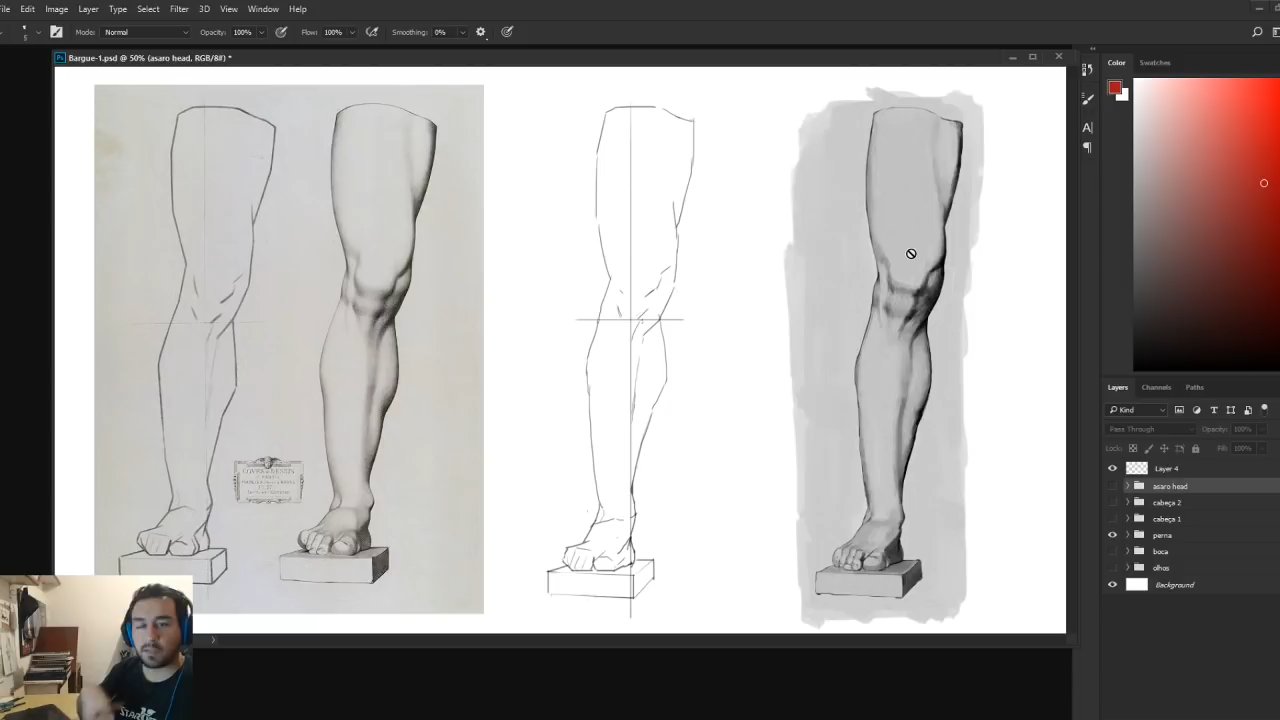 File Edit Image Layer Type Select Filter 3D View Window Help
5 Mode: Normal Opacity: 100% Flow: 100% Smoothing: 0%
Bargue-1.psd @ 50% (asaro head, RGB/8#) *
Color Swatches
Layers Channels Paths
Kind
Pass Through Opacity: 100%
Lock: Fill: 100%
Layer 4
asaro head
cabeça 2
cabeça 1
perna
boca
olhos
Background